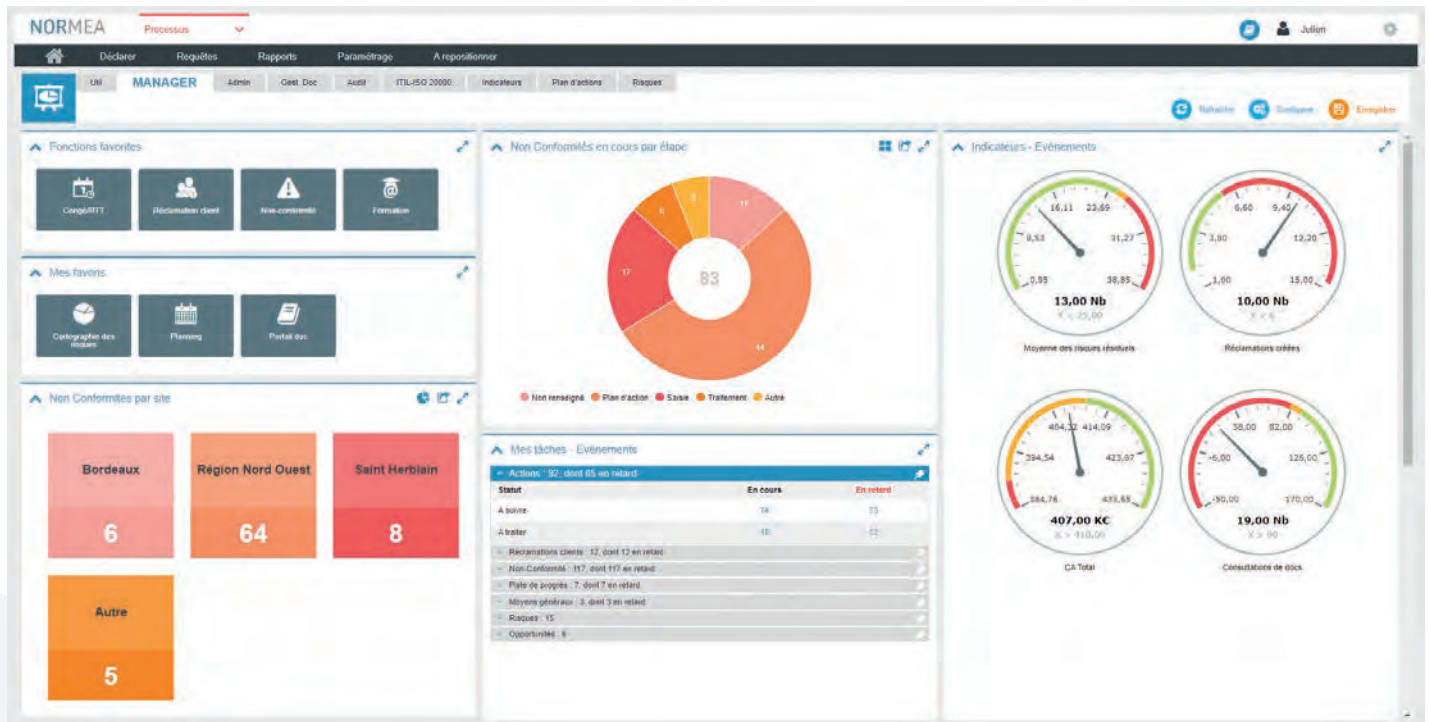 NORMEA
Processus
Julien
Déclarer Requêtes Rapports Paramétrage A repositionner
Util MANAGER Admin Gest. Doc Audit ITIL-ISO 20000 Indicateurs Plan d'actions Risques
Configurer Enregistrer
Fonctions favorites
Congé/RTT Réclamation client Non-conformité Formation
Mes favoris
Cartographie des risques Planning Portail doc
Non Conformités par site
Bordeaux
6
Région Nord Ouest
64
Saint Herblain
8
Autre
5
Non Conformités en cours par étape
11
44
17
6
5
83
Non renseigné Plan d'action Saisie Traitement Autre
Mes tâches - Evénements
Actions : 92, dont 85 en retard
Statut En cours En retard
A suivre
A traiter
Réclamations clients : 12, dont 12 en retard
Non-Conformité : 117, dont 117 en retard
Piste de progrès : 7, dont 7 en retard
Moyens généraux : 3, dont 3 en retard
Risques : 15
Opportunités : 6
Indicateurs - Evénements
16,11 23,69
8,53 31,27
0,95 38,85
13,00 Nb
X < 25,00
Moyenne des risques résiduels
6,60 9,40
3,80 12,20
1,00 15,00
10,00 Nb
X < 6
Réclamations créées
404,32 414,09
394,54 423,87
384,76 433,65
407,00 K€
X > 410,00
CA Total
38,00 82,00
-6,00 126,00
-50,00 170,00
19,00 Nb
X > 90
Consultations de docs